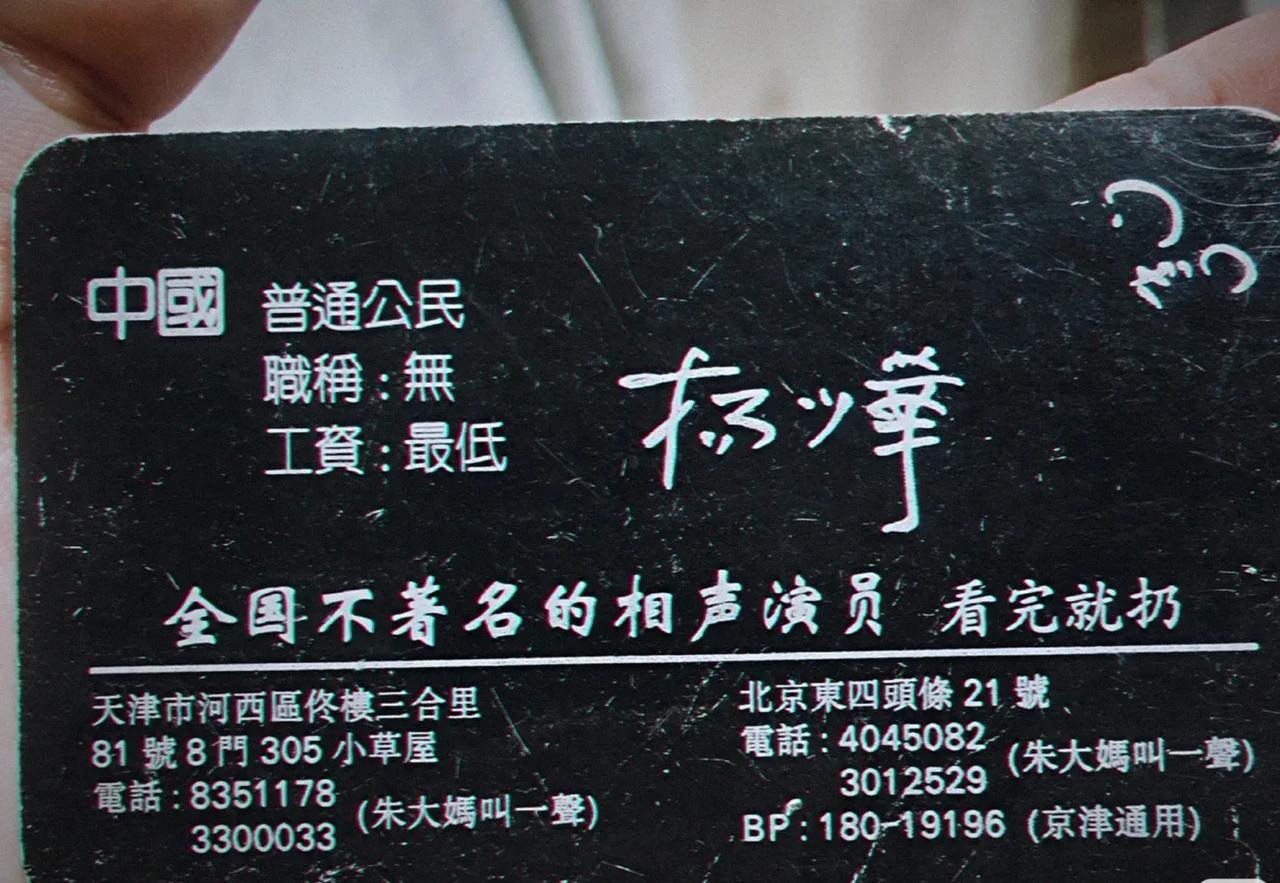 中國 普通公民
職稱：無
工資：最低
杨少華
全国不著名的相声演员 看完就扔
天津市河西區佟樓三合里
81 號 8 門 305 小草屋
電話：8351178
3300033
(朱大媽叫一聲)
北京東四頭條 21 號
電話：4045082
3012529
(朱大媽叫一聲)
BP：180-19196 (京津通用)